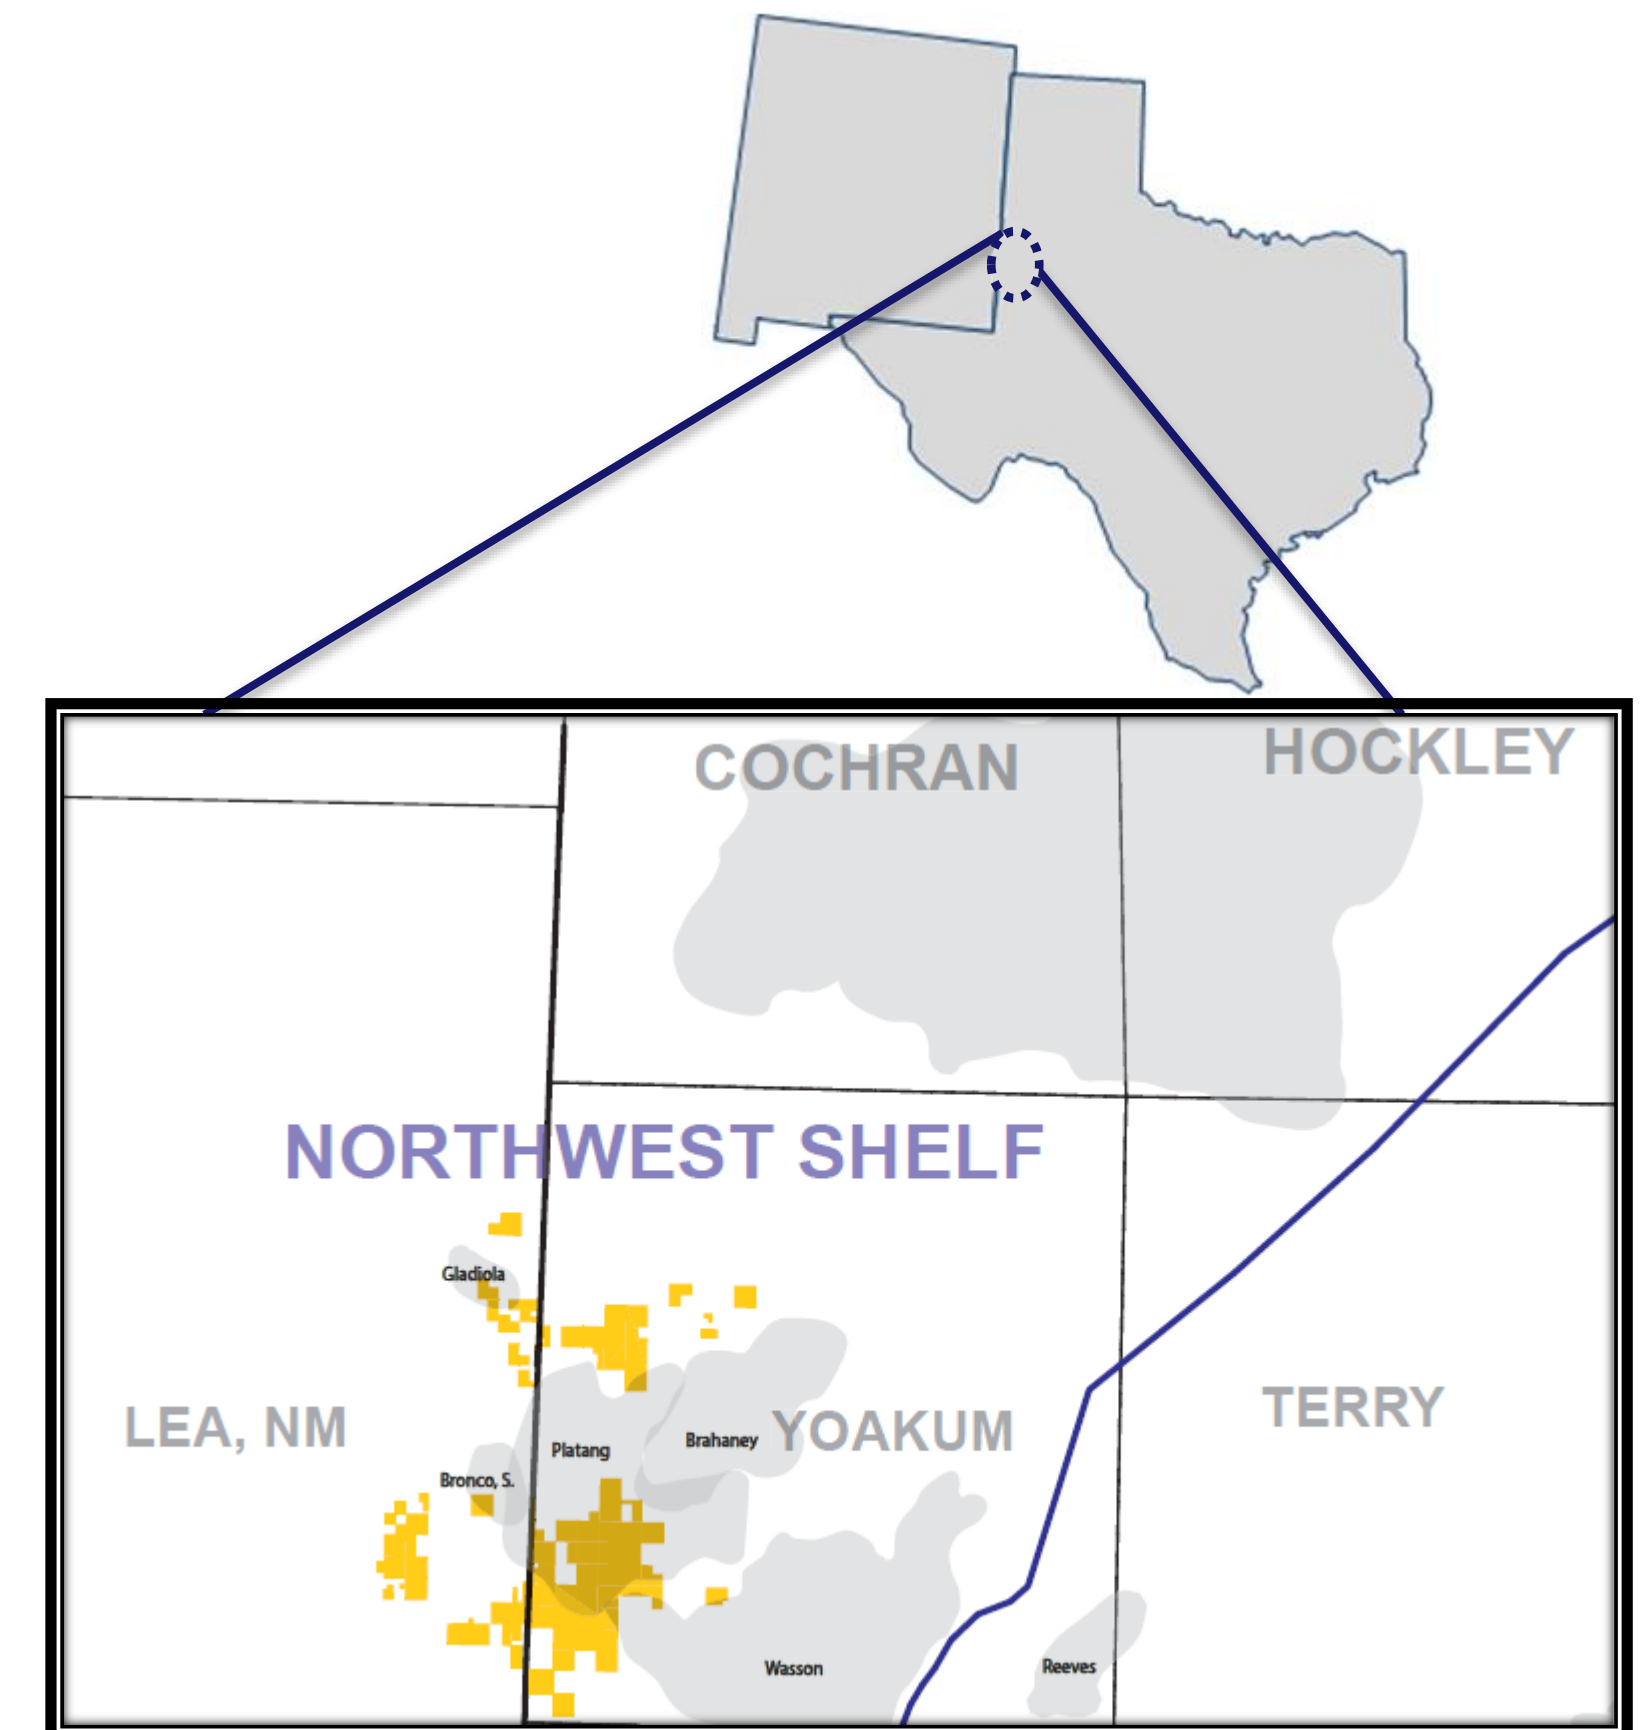 COCHRAN
HOCKLEY
NORTHWEST SHELF
Gladiola
LEA, NM
TERRY
YOAKUM
Brahaney
Platang
Bronco, S.
Wasson
Reeves